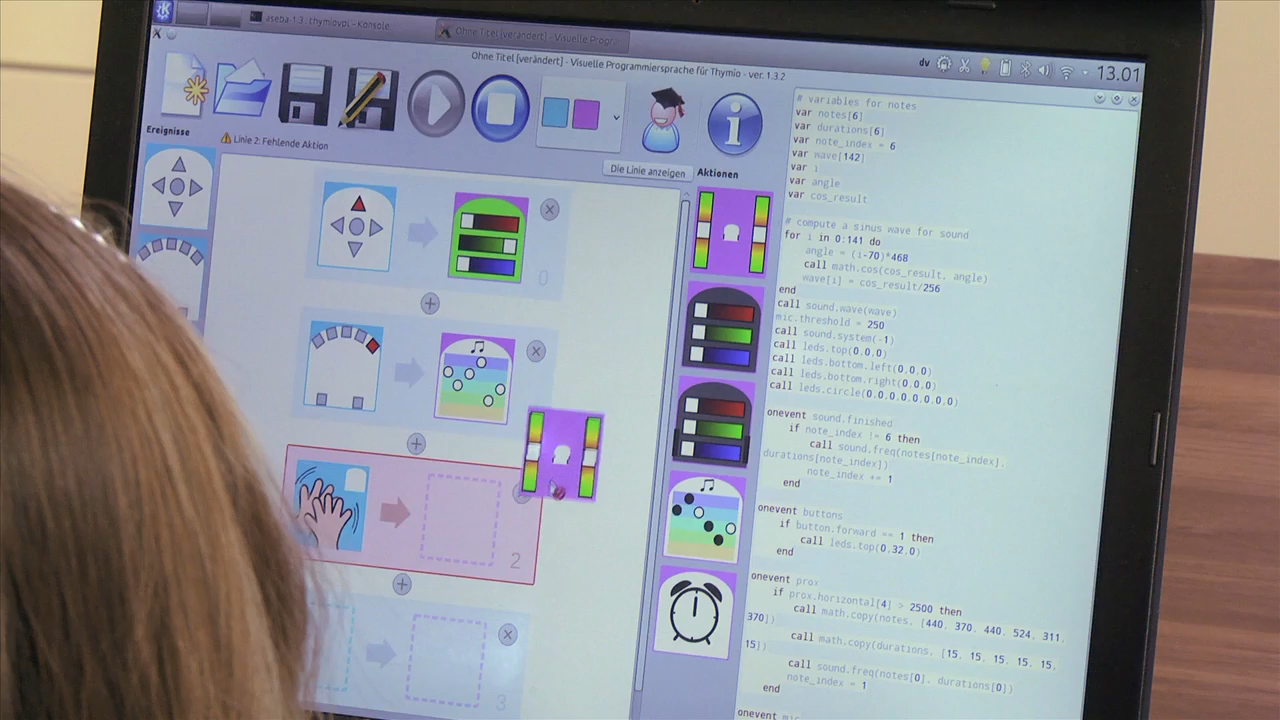 aseba-1.3. : thymiovpl – Konsole
Ohne Titel [verändert] - Visuelle Progra
Ohne Titel [verändert] - Visuelle Programmiersprache für Thymio - ver. 1.3.2
dv
13.01
Ereignisse
Linie 2: Fehlende Aktion
Die Linie anzeigen
Aktionen
0
2
3
# variables for notes
var notes[6]
var durations[6]
var note_index = 6
var wave[142]
var i
var angle
var cos_result
# compute a sinus wave for sound
for i in 0:141 do
angle = (i-70)*468
call math.cos(cos_result, angle)
wave[i] = cos_result/256
end
call sound.wave(wave)
mic.threshold = 250
call sound.system(-1)
call leds.top(0,0,0)
call leds.bottom.left(0,0,0)
call leds.bottom.right(0,0,0)
call leds.circle(0,0,0,0,0,0,0,0)
onevent sound.finished
if note_index != 6 then
call sound.freq(notes[note_index],
durations[note_index])
note_index += 1
end
onevent buttons
if button.forward == 1 then
call leds.top(0,32,0)
end
onevent prox
if prox.horizontal[4] > 2500 then
call math.copy(notes, [440, 370, 440, 524, 311,
370])
call math.copy(durations, [15, 15, 15, 15, 15,
15])
call sound.freq(notes[0], durations[0])
note_index = 1
end
onevent mic